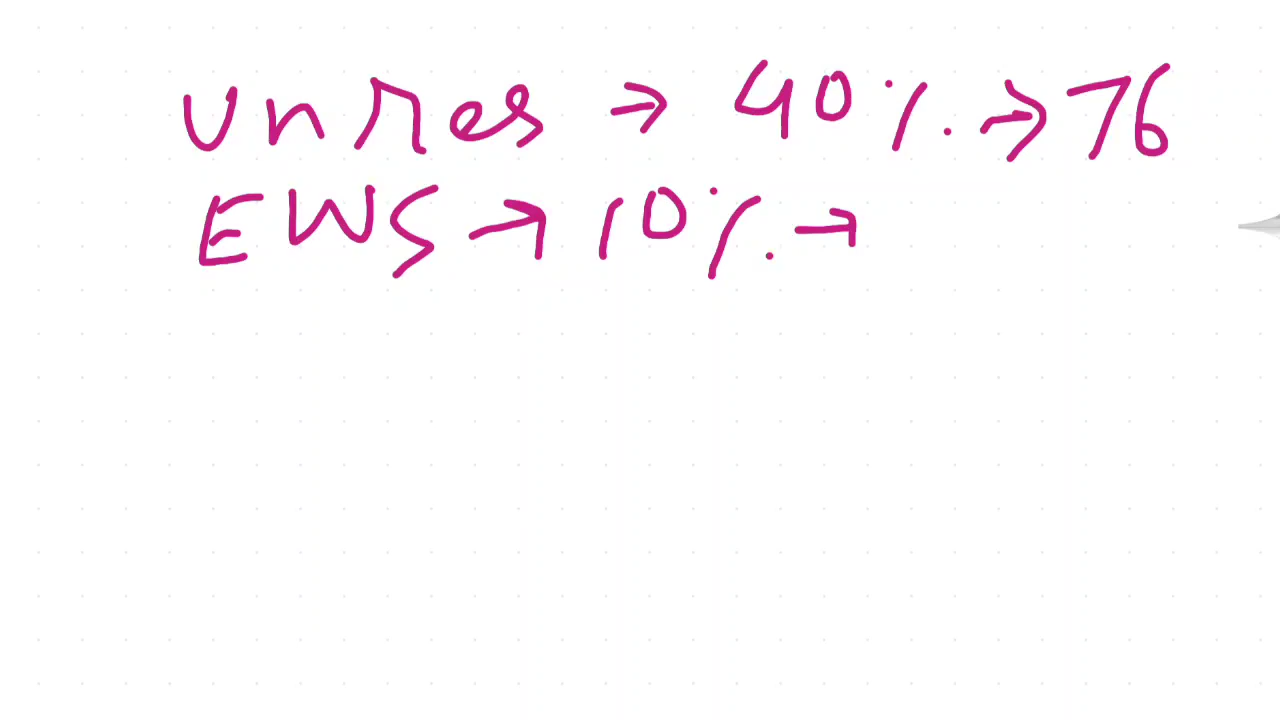 Unres → 40% → 76
EWS → 10% →